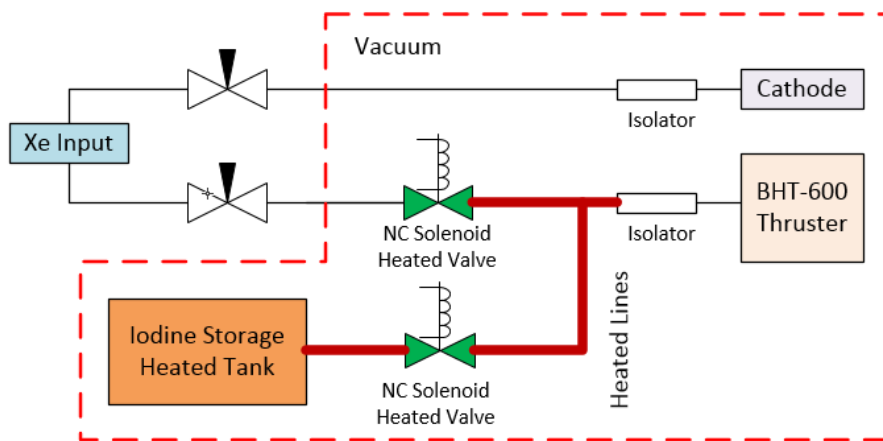 Vacuum
Cathode
Isolator
Xe Input
BHT-600
Thruster
Isolator
NC Solenoid
Heated Valve
Iodine Storage
Heated Tank
Heated Lines
NC Solenoid
Heated Valve